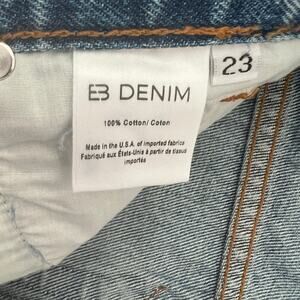 EB DENIM
23
100% Cotton/ Coton
Made in the U.S.A. of imported fabrics
Fabriqué aux États-Unis à partir de tissus
importés